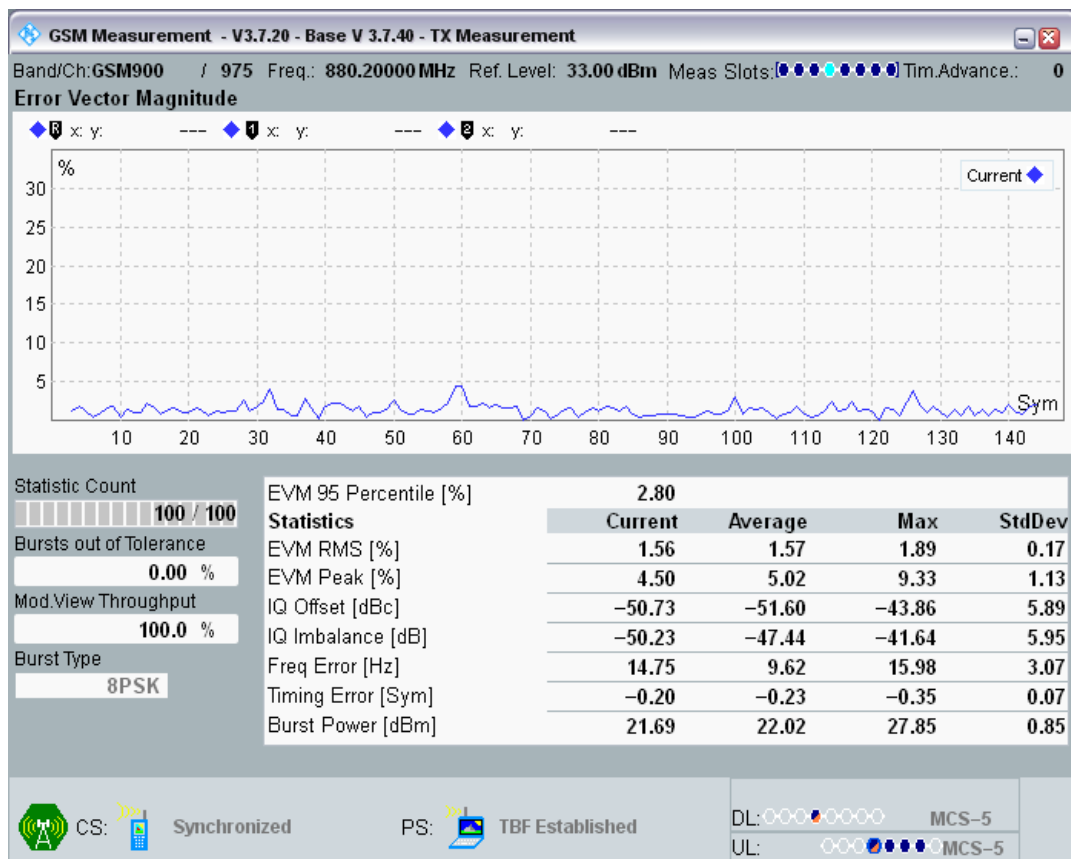 GSM Measurement - V3.7.20 - Base V 3.7.40 - TX Measurement
Band/Ch:GSM900 / 975 Freq.: 880.20000 MHz Ref. Level: 33.00 dBm Meas Slots: Tim.Advance.: 0
Error Vector Magnitude
R x: y: --- 1 x: y: --- 2 x: y: ---
%
Current
30
25
20
15
10
5
Sym
10 20 30 40 50 60 70 80 90 100 110 120 130 140
Statistic Count
100 / 100
Bursts out of Tolerance
0.00 %
Mod.View Throughput
100.0 %
Burst Type
8PSK
EVM 95 Percentile [%] 2.80
Statistics Current Average Max StdDev
EVM RMS [%] 1.56 1.57 1.89 0.17
EVM Peak [%] 4.50 5.02 9.33 1.13
IQ Offset [dBc] −50.73 −51.60 −43.86 5.89
IQ Imbalance [dB] −50.23 −47.44 −41.64 5.95
Freq Error [Hz] 14.75 9.62 15.98 3.07
Timing Error [Sym] −0.20 −0.23 −0.35 0.07
Burst Power [dBm] 21.69 22.02 27.85 0.85
CS: Synchronized PS: TBF Established
DL: MCS−5
UL: MCS−5